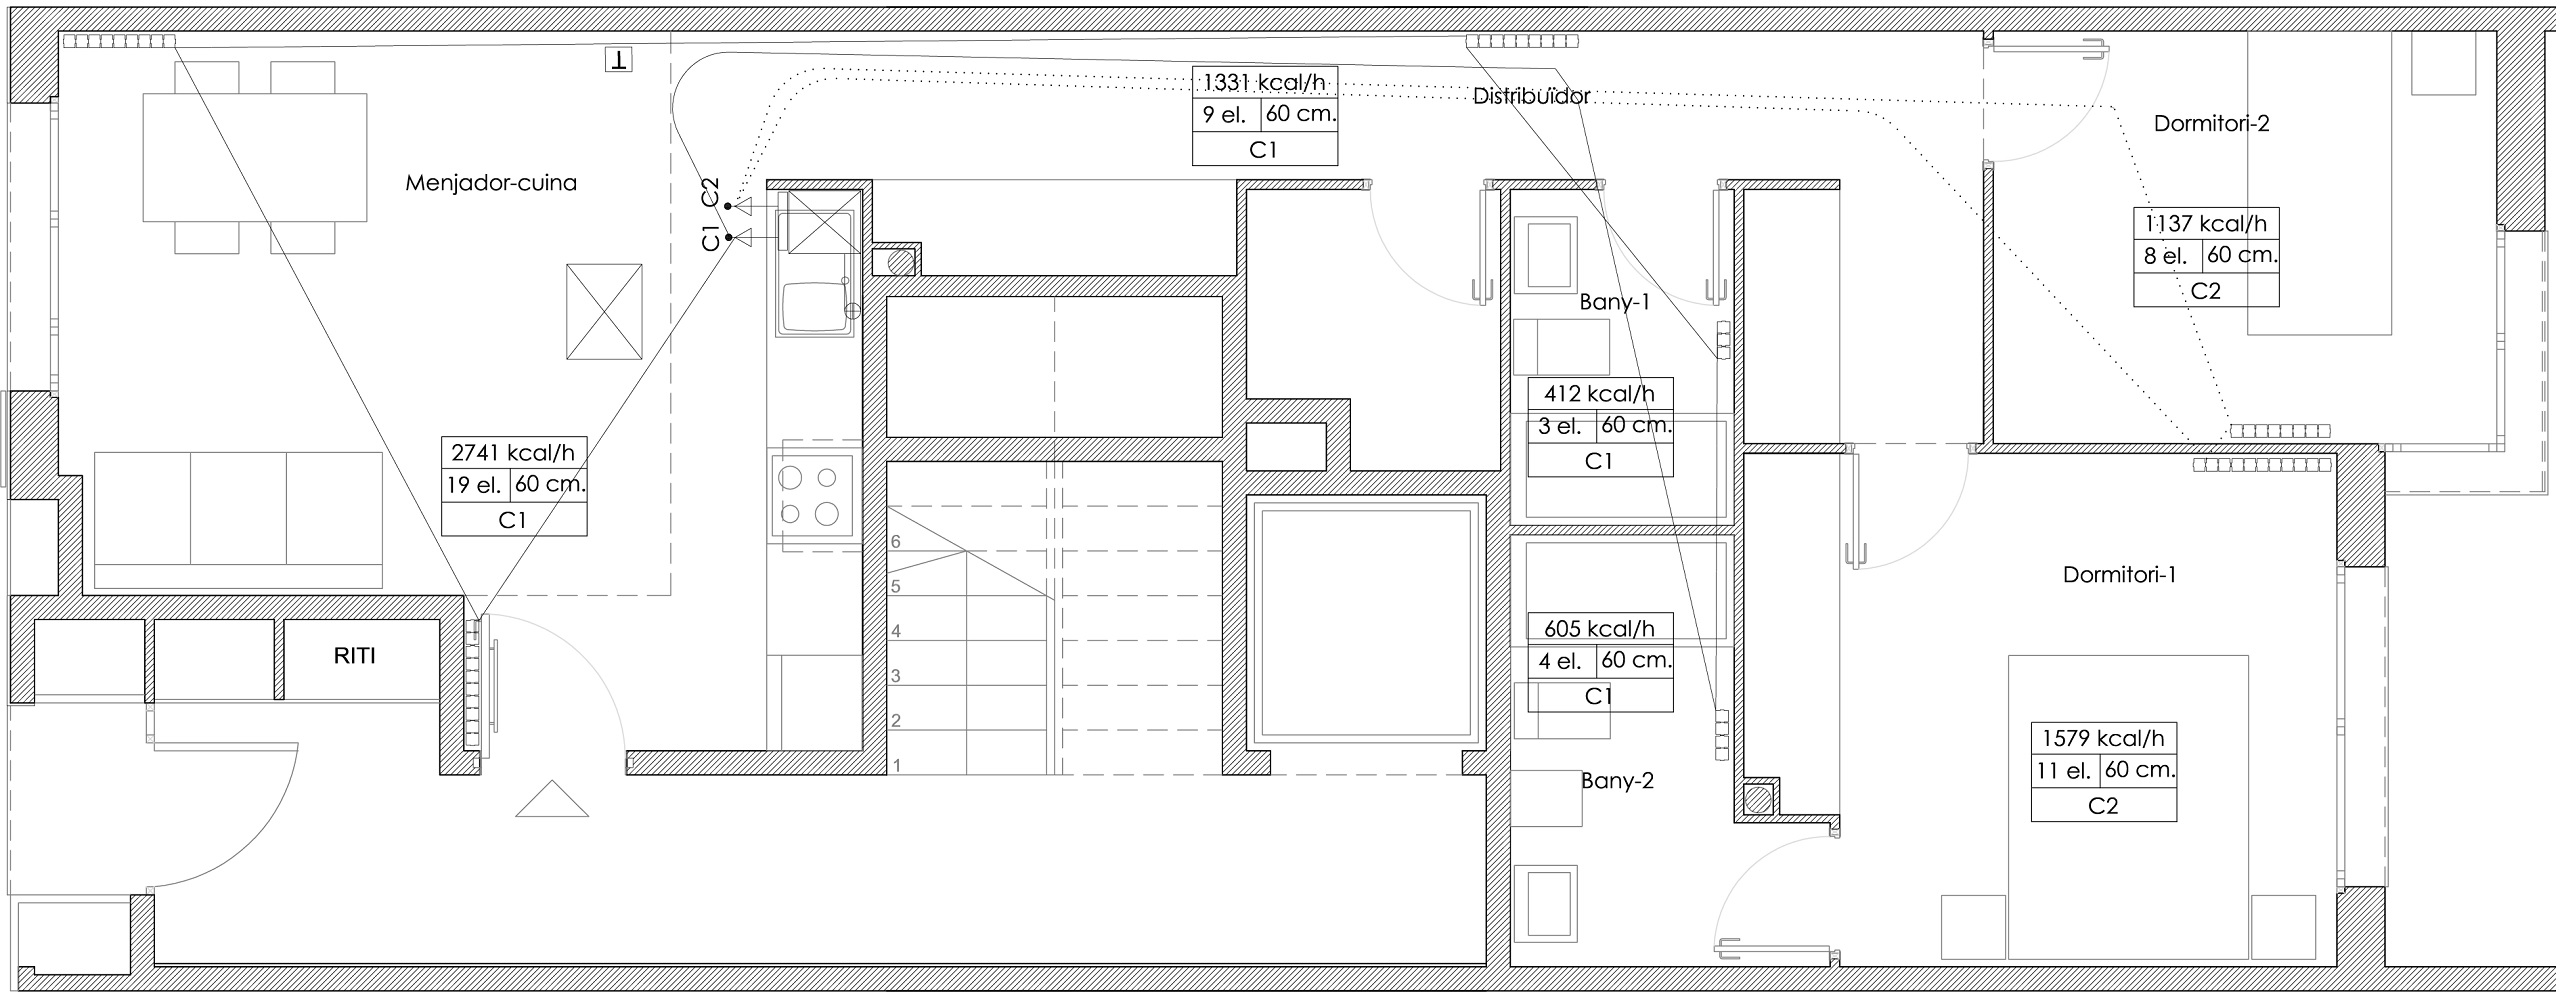 T
1331 kcal/h
9 el. 60 cm.
C1
Distribuïdor
Dormitori-2
Menjador-cuina
C2
C1
1137 kcal/h
8 el. 60 cm.
C2
Bany-1
412 kcal/h
3 el. 60 cm.
C1
2741 kcal/h
19 el. 60 cm.
C1
6
5
4
3
2
1
Dormitori-1
605 kcal/h
4 el. 60 cm.
C1
RITI
1579 kcal/h
11 el. 60 cm.
C2
Bany-2